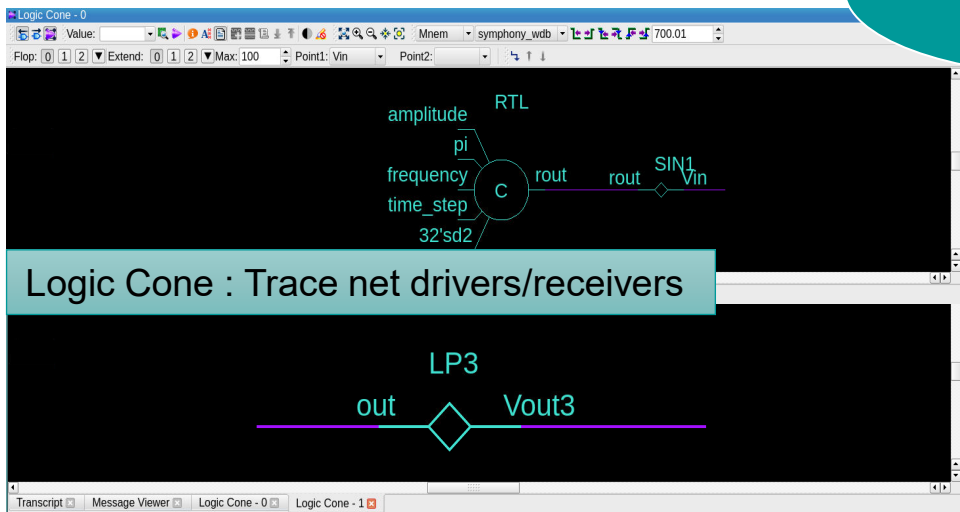 Logic Cone - 0
Value: Mnem symphony_wdb 700.01
Flop: 0 1 2 Extend: 0 1 2 Max: 100 Point1: Vin Point2:
RTL
amplitude
pi
frequency
time_step
32'sd2
C
rout
rout
SIN1
Vin
Logic Cone : Trace net drivers/receivers
LP3
out
Vout3
Transcript Message Viewer Logic Cone - 0 Logic Cone - 1